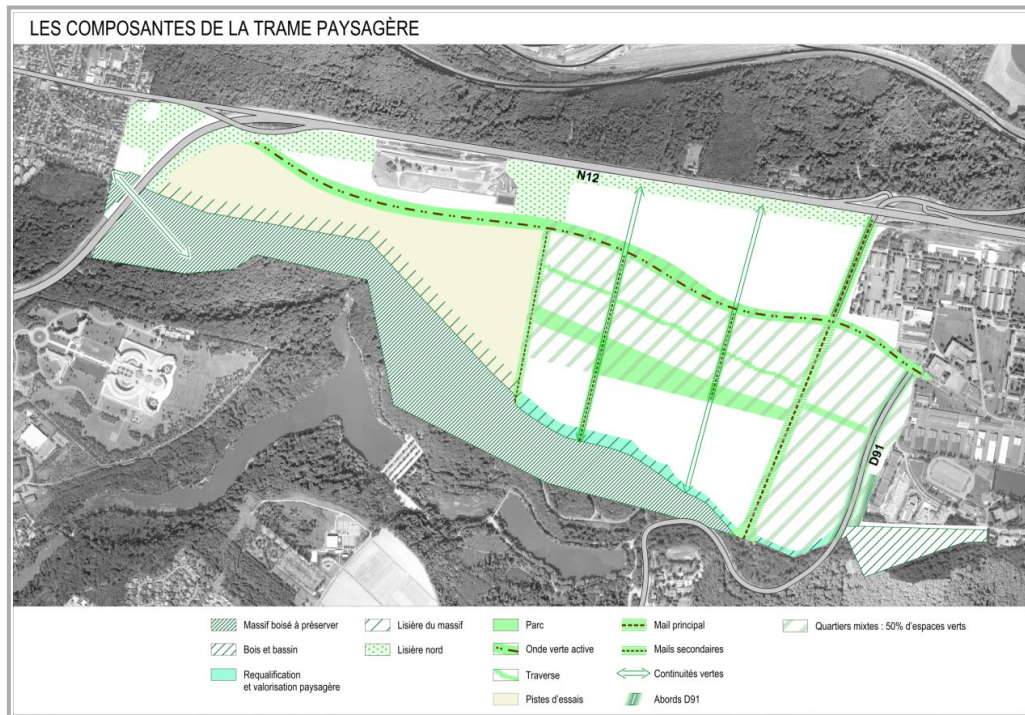 LES COMPOSANTES DE LA TRAME PAYSAGÈRE
N12
D91
Massif boisé à préserver
Bois et bassin
Requalification
et valorisation paysagère
Lisière du massif
Lisière nord
Parc
Onde verte active
Traverse
Pistes d'essais
Mail principal
Mails secondaires
Continuités vertes
Abords D91
Quartiers mixtes : 50% d'espaces verts